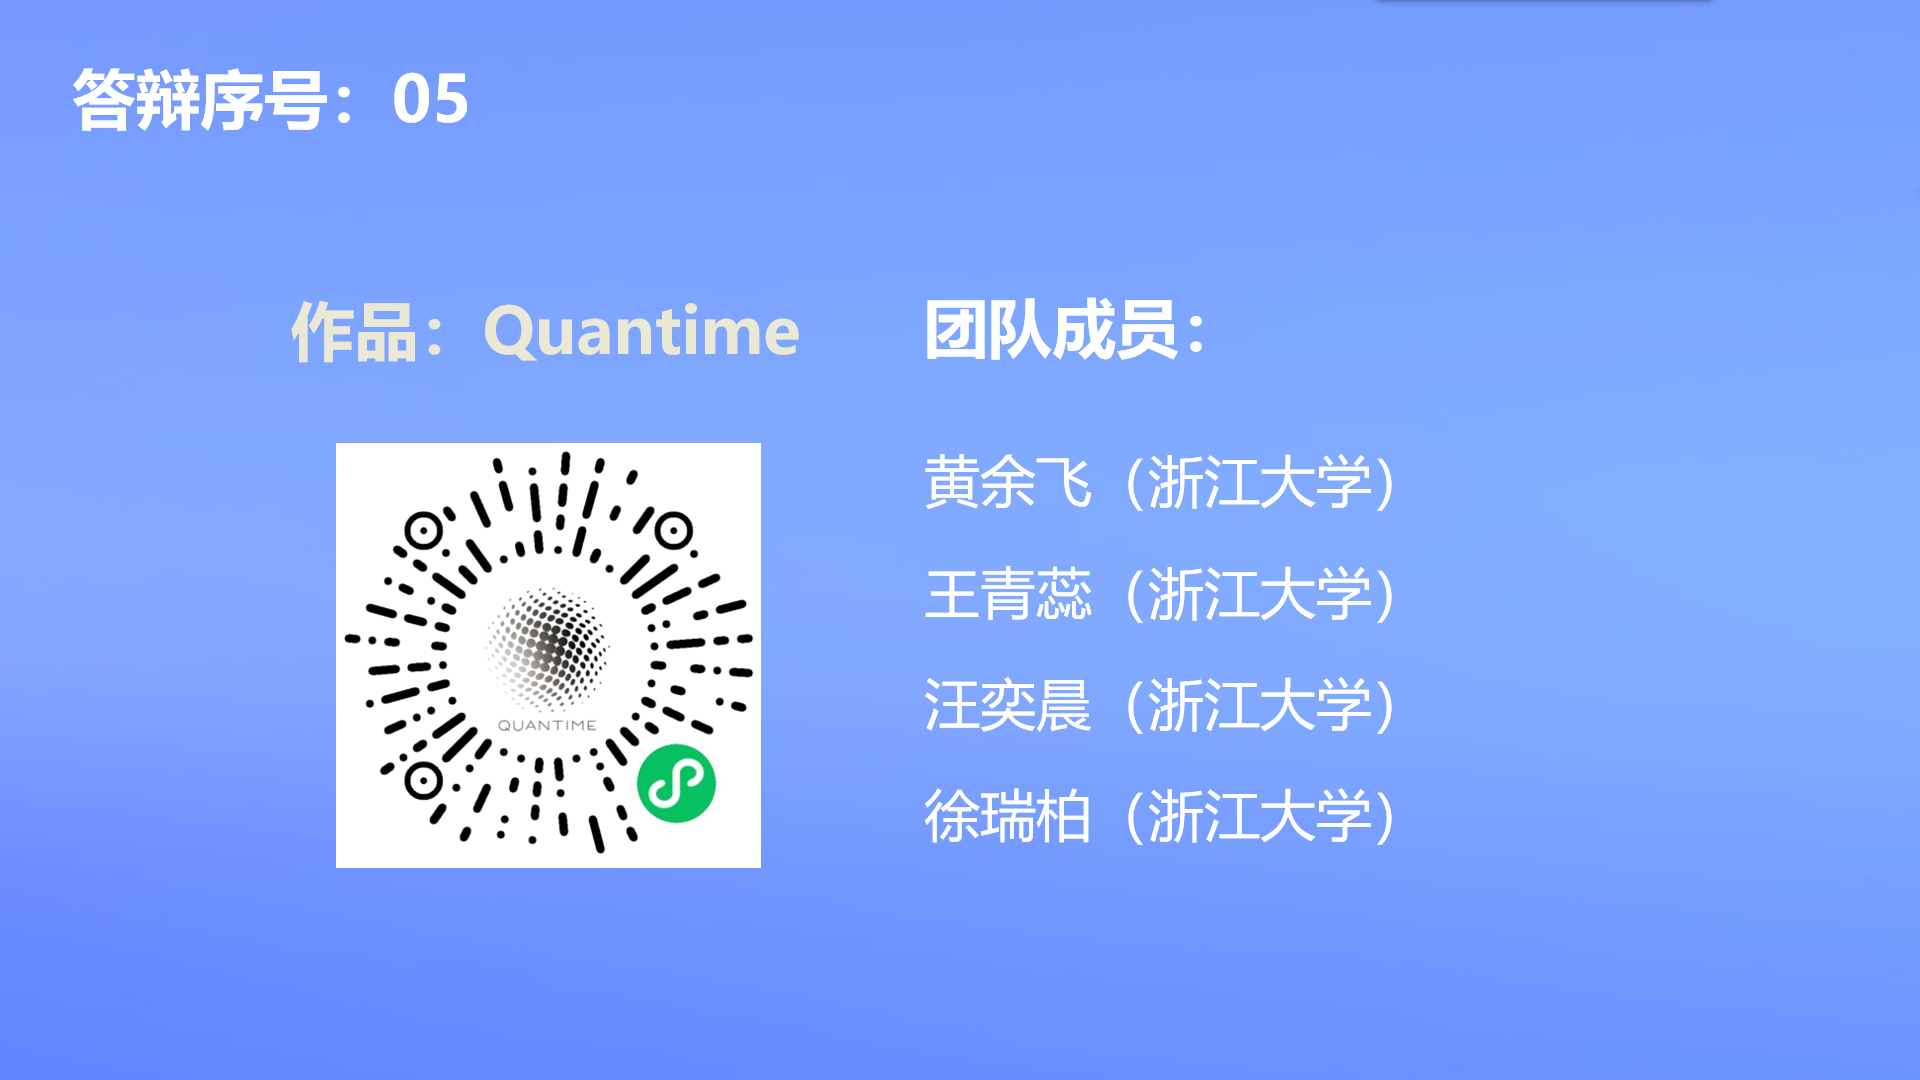 答辩序号：05
作品：Quantime
QUANTIME
团队成员：
黄余飞（浙江大学）
王青蕊（浙江大学）
汪奕晨（浙江大学）
徐瑞柏（浙江大学）